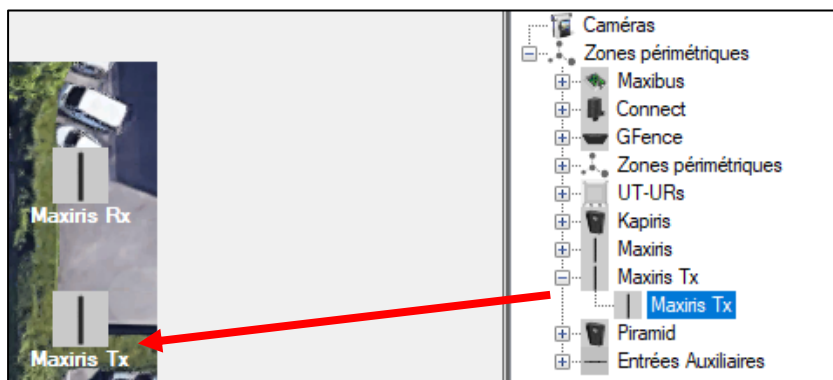 Maxiris Rx
Maxiris Tx
Caméras
Zones périmétriques
Maxibus
Connect
GFence
Zones périmétriques
UT-URs
Kapiris
Maxiris
Maxiris Tx
Maxiris Tx
Piramid
Entrées Auxiliaires